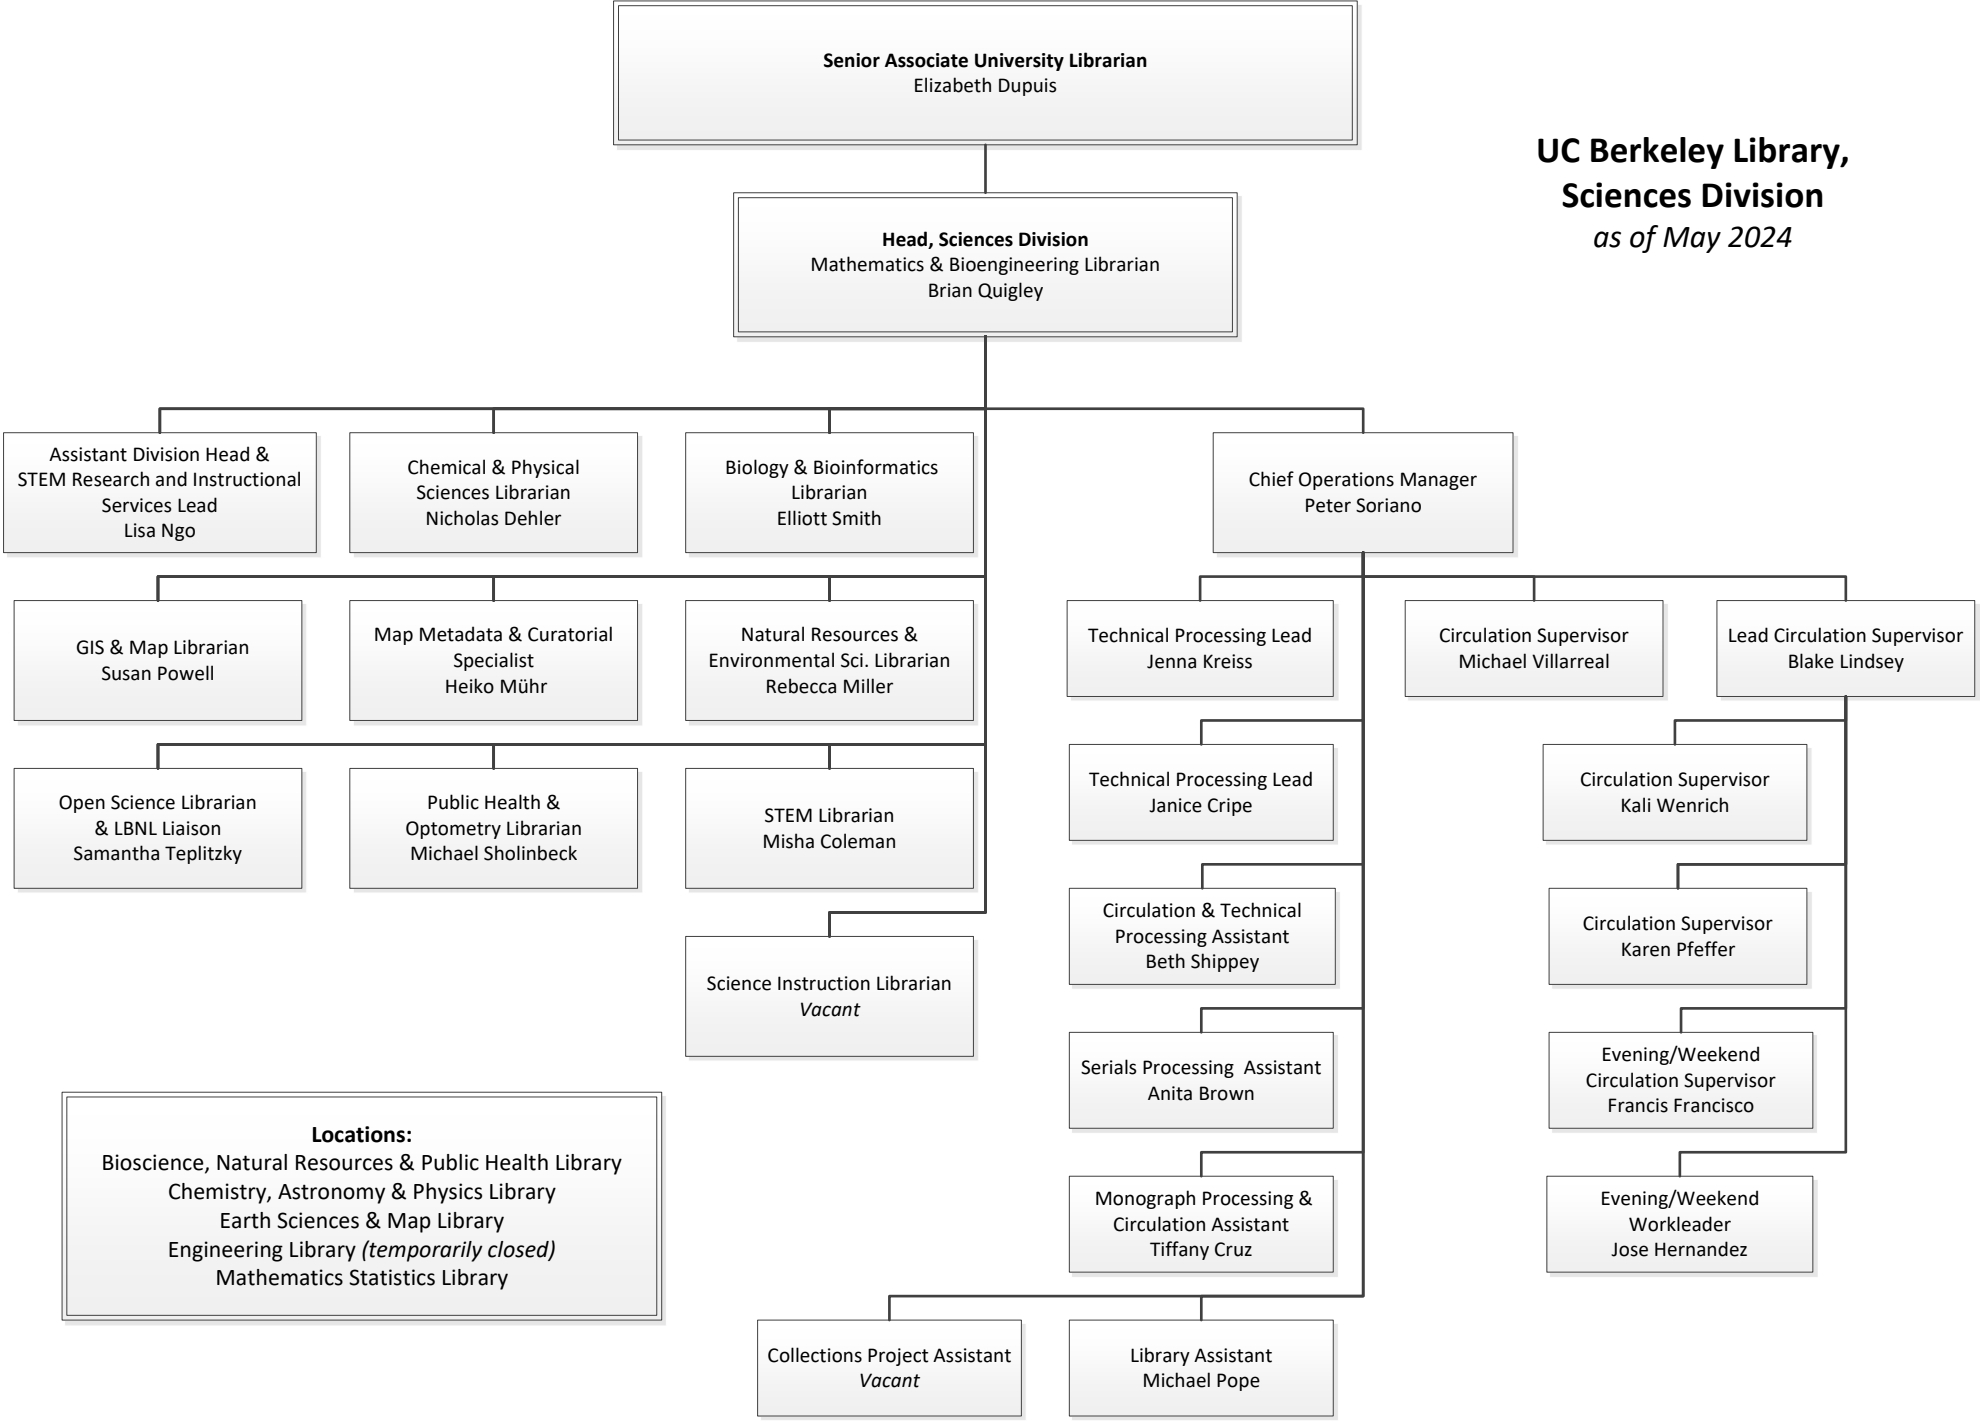 Senior Associate University Librarian
Elizabeth Dupuis
UC Berkeley Library,
Sciences Division
as of May 2024
Head, Sciences Division
Mathematics & Bioengineering Librarian
Brian Quigley
Assistant Division Head &
STEM Research and Instructional
Services Lead
Lisa Ngo
Chemical & Physical
Sciences Librarian
Nicholas Dehler
Biology & Bioinformatics
Librarian
Elliott Smith
Chief Operations Manager
Peter Soriano
GIS & Map Librarian
Susan Powell
Map Metadata & Curatorial
Specialist
Heiko Mühr
Natural Resources &
Environmental Sci. Librarian
Rebecca Miller
Technical Processing Lead
Jenna Kreiss
Circulation Supervisor
Michael Villarreal
Lead Circulation Supervisor
Blake Lindsey
Open Science Librarian
& LBNL Liaison
Samantha Teplitzky
Public Health &
Optometry Librarian
Michael Sholinbeck
STEM Librarian
Misha Coleman
Technical Processing Lead
Janice Cripe
Circulation Supervisor
Kali Wenrich
Science Instruction Librarian
Vacant
Circulation & Technical
Processing Assistant
Beth Shippey
Circulation Supervisor
Karen Pfeffer
Serials Processing  Assistant
Anita Brown
Evening/Weekend
Circulation Supervisor
Francis Francisco
Locations:
Bioscience, Natural Resources & Public Health Library
Chemistry, Astronomy & Physics Library
Earth Sciences & Map Library
Engineering Library (temporarily closed)
Mathematics Statistics Library
Monograph Processing &
Circulation Assistant
Tiffany Cruz
Evening/Weekend
Workleader
Jose Hernandez
Collections Project Assistant
Vacant
Library Assistant
Michael Pope